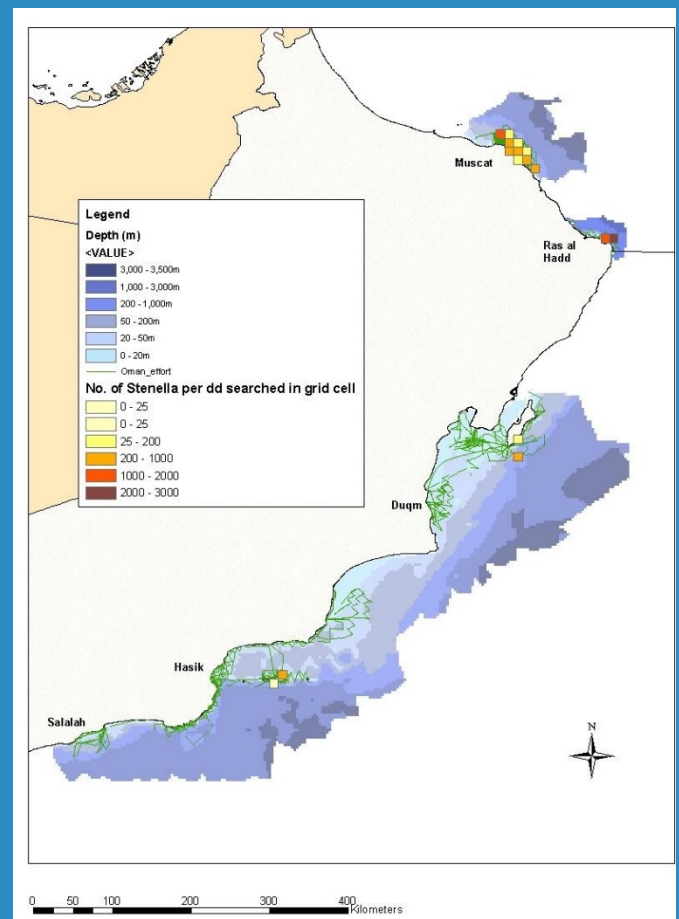 Muscat
Legend
Depth (m)
<VALUE>
3,000 - 3,500m
1,000 - 3,000m
200 - 1,000m
50 - 200m
20 - 50m
0 - 20m
Oman_effort
No. of Stenella per dd searched in grid cell
0 - 25
0 - 25
25 - 200
200 - 1000
1000 - 2000
2000 - 3000
Ras al
Hadd
Duqm
Hasik
Salalah
N
0 50 100 200 300 400
Kilometers